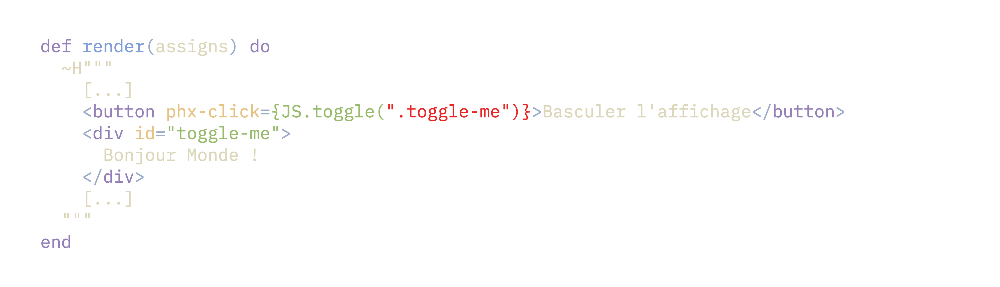 def render(assigns) do
  ~H"""
    [...]
    <button phx-click={JS.toggle(".toggle-me")}>Basculer l'affichage</button>
    <div id="toggle-me">
      Bonjour Monde !
    </div>
    [...]
  """
end